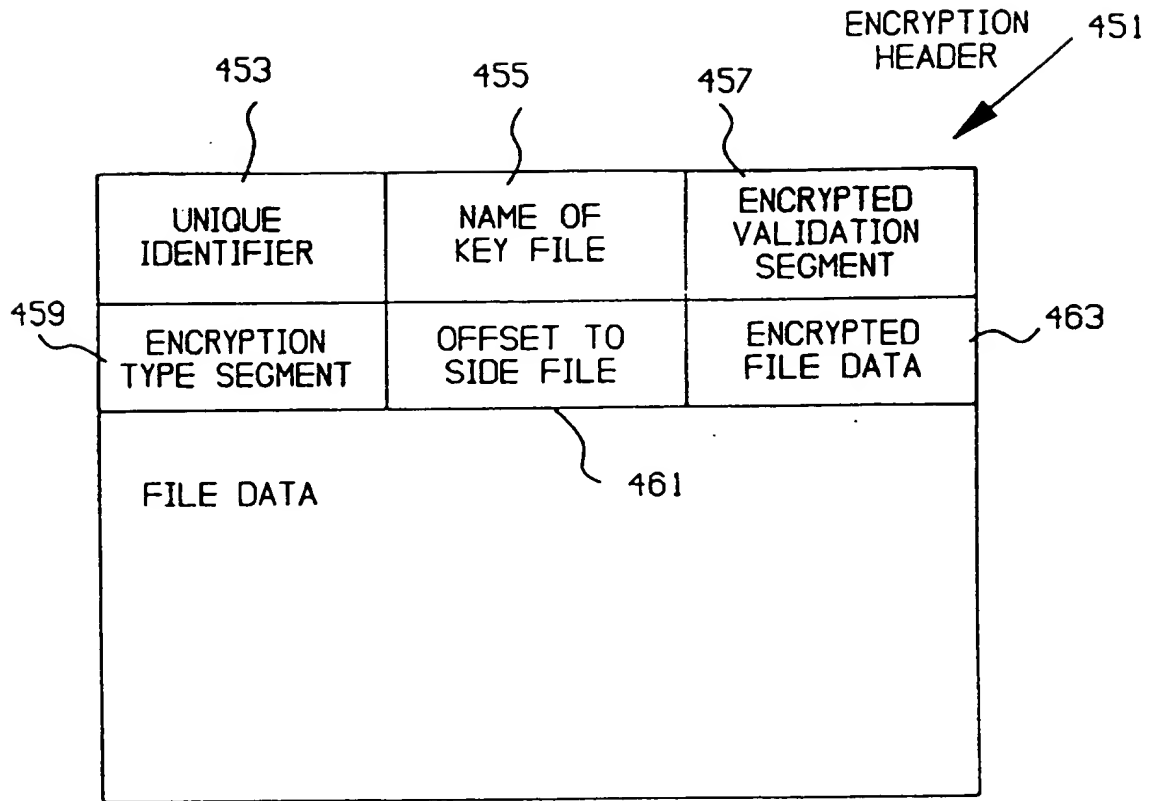 ENCRYPTION
HEADER
451
453
455
457
UNIQUE
IDENTIFIER
NAME OF
KEY FILE
ENCRYPTED
VALIDATION
SEGMENT
459
ENCRYPTION
TYPE SEGMENT
OFFSET TO
SIDE FILE
ENCRYPTED
FILE DATA
463
461
FILE DATA